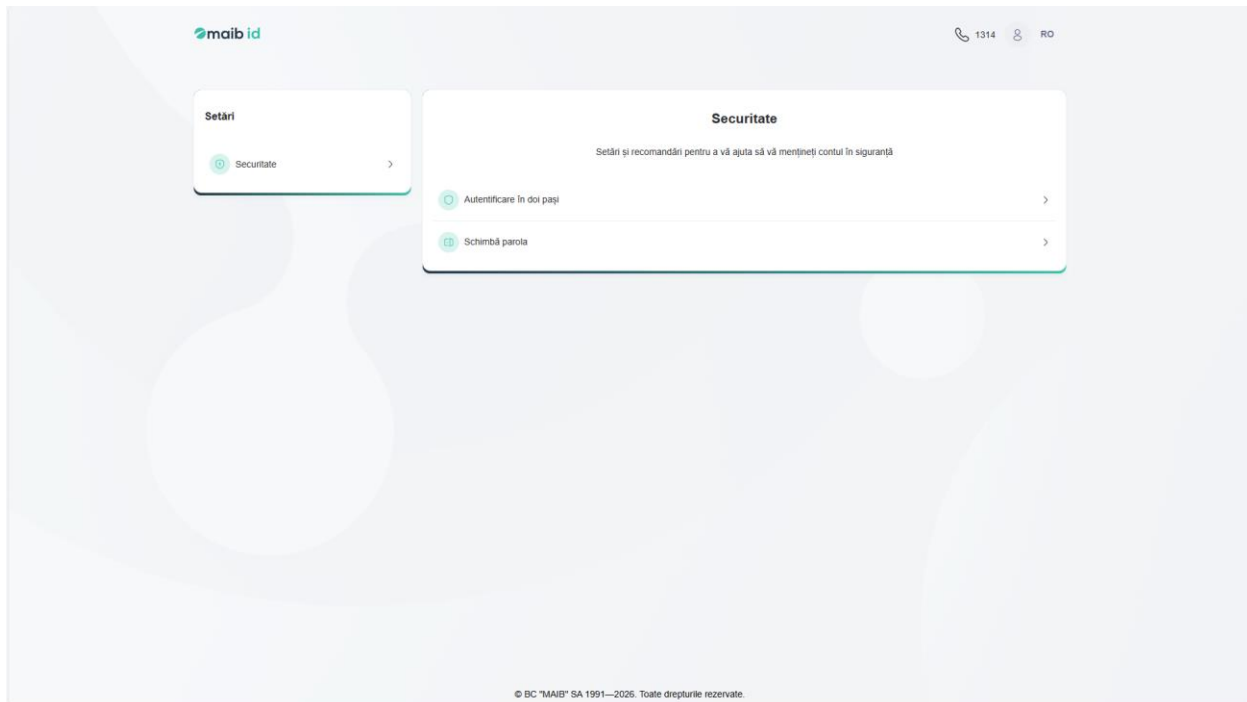 maib id
1314
RO
Setări
Securitate
Securitate
Setări și recomandări pentru a vă ajuta să vă mențineți contul în siguranță
Autentificare în doi pași
Schimbă parola
© BC "MAIB" SA 1991—2026. Toate drepturile rezervate.